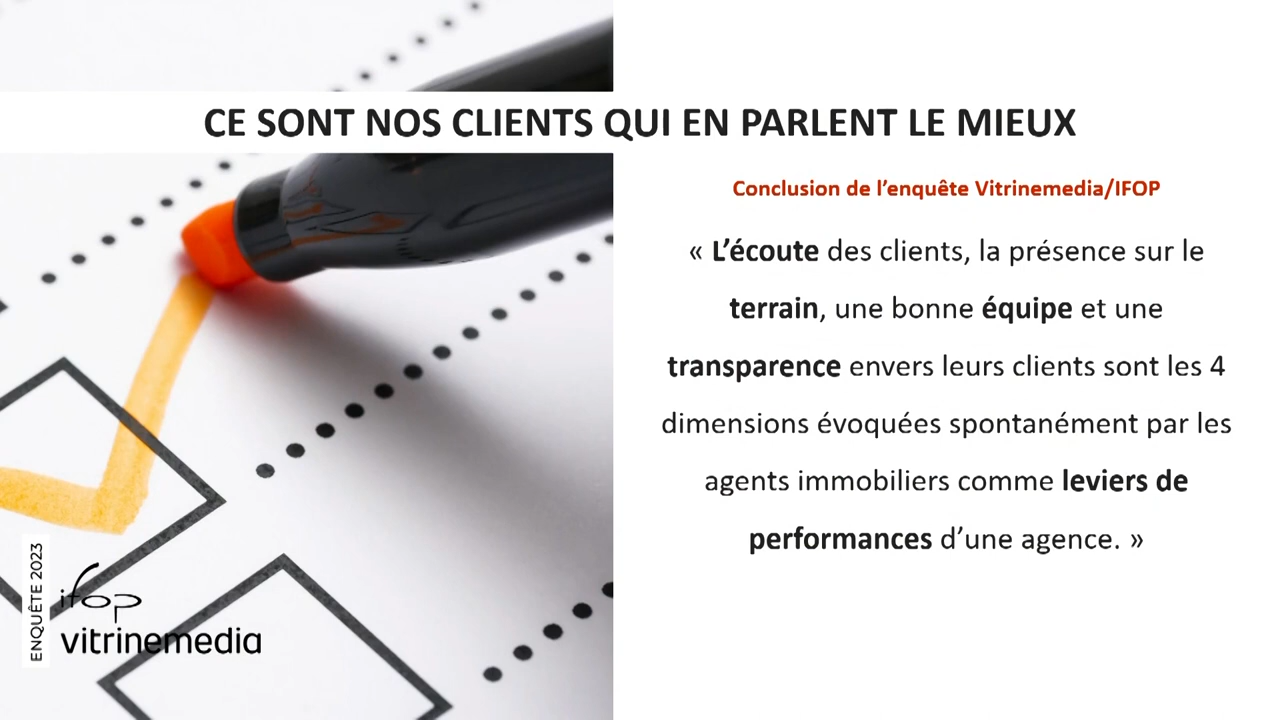 CE SONT NOS CLIENTS QUI EN PARLENT LE MIEUX
Conclusion de l’enquête Vitrinemedia/IFOP
« L’écoute des clients, la présence sur le
terrain, une bonne équipe et une
transparence envers leurs clients sont les 4
dimensions évoquées spontanément par les
agents immobiliers comme leviers de
performances d’une agence. »
ENQUÊTE 2023
ifop
vitrinemedia